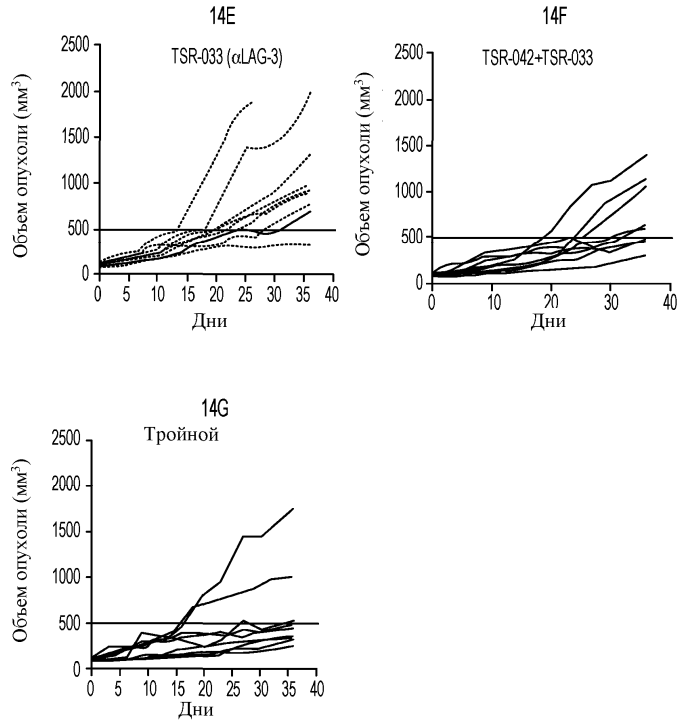 14E
TSR-033 (αLAG-3)
Объем опухоли (мм³)
2500
2000
1500
1000
500
0
0 5 10 15 20 25 30 35 40
Дни
14F
TSR-042+TSR-033
Объем опухоли (мм³)
2500
2000
1500
1000
500
0
0 10 20 30 40
Дни
14G
Тройной
Объем опухоли (мм³)
2500
2000
1500
1000
500
0
0 5 10 15 20 25 30 35 40
Дни